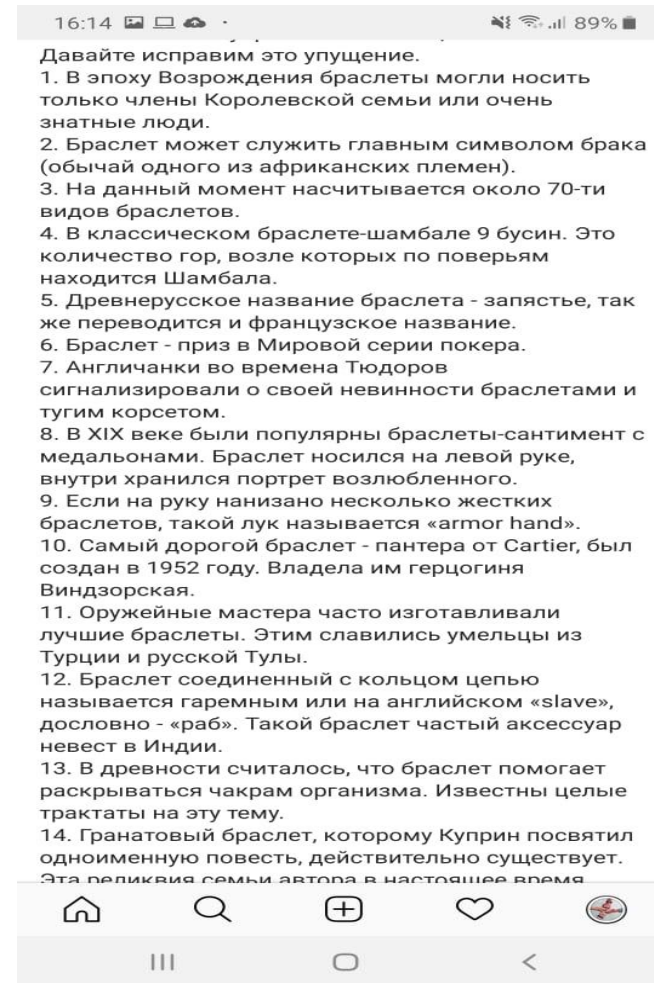 16:14
89%
Давайте исправим это упущение.
1. В эпоху Возрождения браслеты могли носить
только члены Королевской семьи или очень
знатные люди.
2. Браслет может служить главным символом брака
(обычай одного из африканских племен).
3. На данный момент насчитывается около 70-ти
видов браслетов.
4. В классическом браслете-шамбале 9 бусин. Это
количество гор, возле которых по поверьям
находится Шамбала.
5. Древнерусское название браслета - запястье, так
же переводится и французское название.
6. Браслет - приз в Мировой серии покера.
7. Англичанки во времена Тюдоров
сигнализировали о своей невинности браслетами и
тугим корсетом.
8. В XIX веке были популярны браслеты-сантимент с
медальонами. Браслет носился на левой руке,
внутри хранился портрет возлюбленного.
9. Если на руку нанизано несколько жестких
браслетов, такой лук называется «armor hand».
10. Самый дорогой браслет - пантера от Cartier, был
создан в 1952 году. Владела им герцогиня
Виндзорская.
11. Оружейные мастера часто изготавливали
лучшие браслеты. Этим славились умельцы из
Турции и русской Тулы.
12. Браслет соединенный с кольцом цепью
называется гаремным или на английском «slave»,
дословно - «раб». Такой браслет частый аксессуар
невест в Индии.
13. В древности считалось, что браслет помогает
раскрываться чакрам организма. Известны целые
трактаты на эту тему.
14. Гранатовый браслет, которому Куприн посвятил
одноименную повесть, действительно существует.
Эта реликвия семьи автора в настоящее время